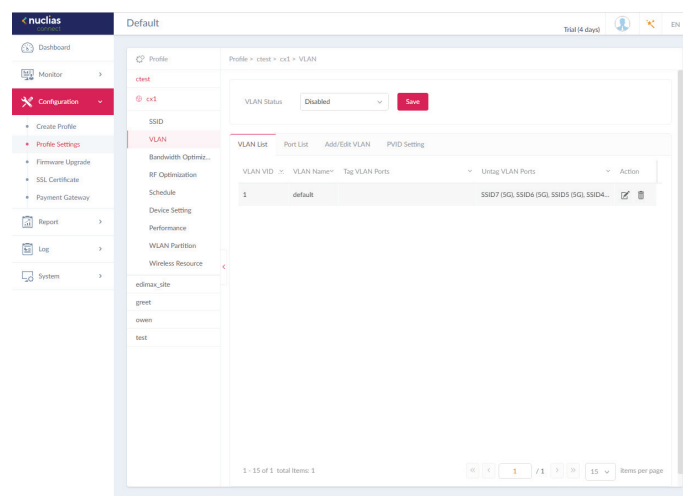 nuclias
connect
Default
Trial (4 days)
EN
Dashboard
Monitor
Configuration
Create Profile
Profile Settings
Firmware Upgrade
SSL Certificate
Payment Gateway
Report
Log
System
Profile
ctest
cx1
SSID
VLAN
Bandwidth Optimiz...
RF Optimization
Schedule
Device Setting
Performance
WLAN Partition
Wireless Resource
edimax_site
greet
owen
test
Profile > ctest > cx1 > VLAN
VLAN Status Disabled Save
VLAN List Port List Add/Edit VLAN PVID Setting
VLAN VID VLAN Name Tag VLAN Ports Untag VLAN Ports Action
1 default SSID7 (5G), SSID6 (5G), SSID5 (5G), SSID4...
1 - 15 of 1 total items: 1
« ‹ 1 / 1 › » 15 items per page